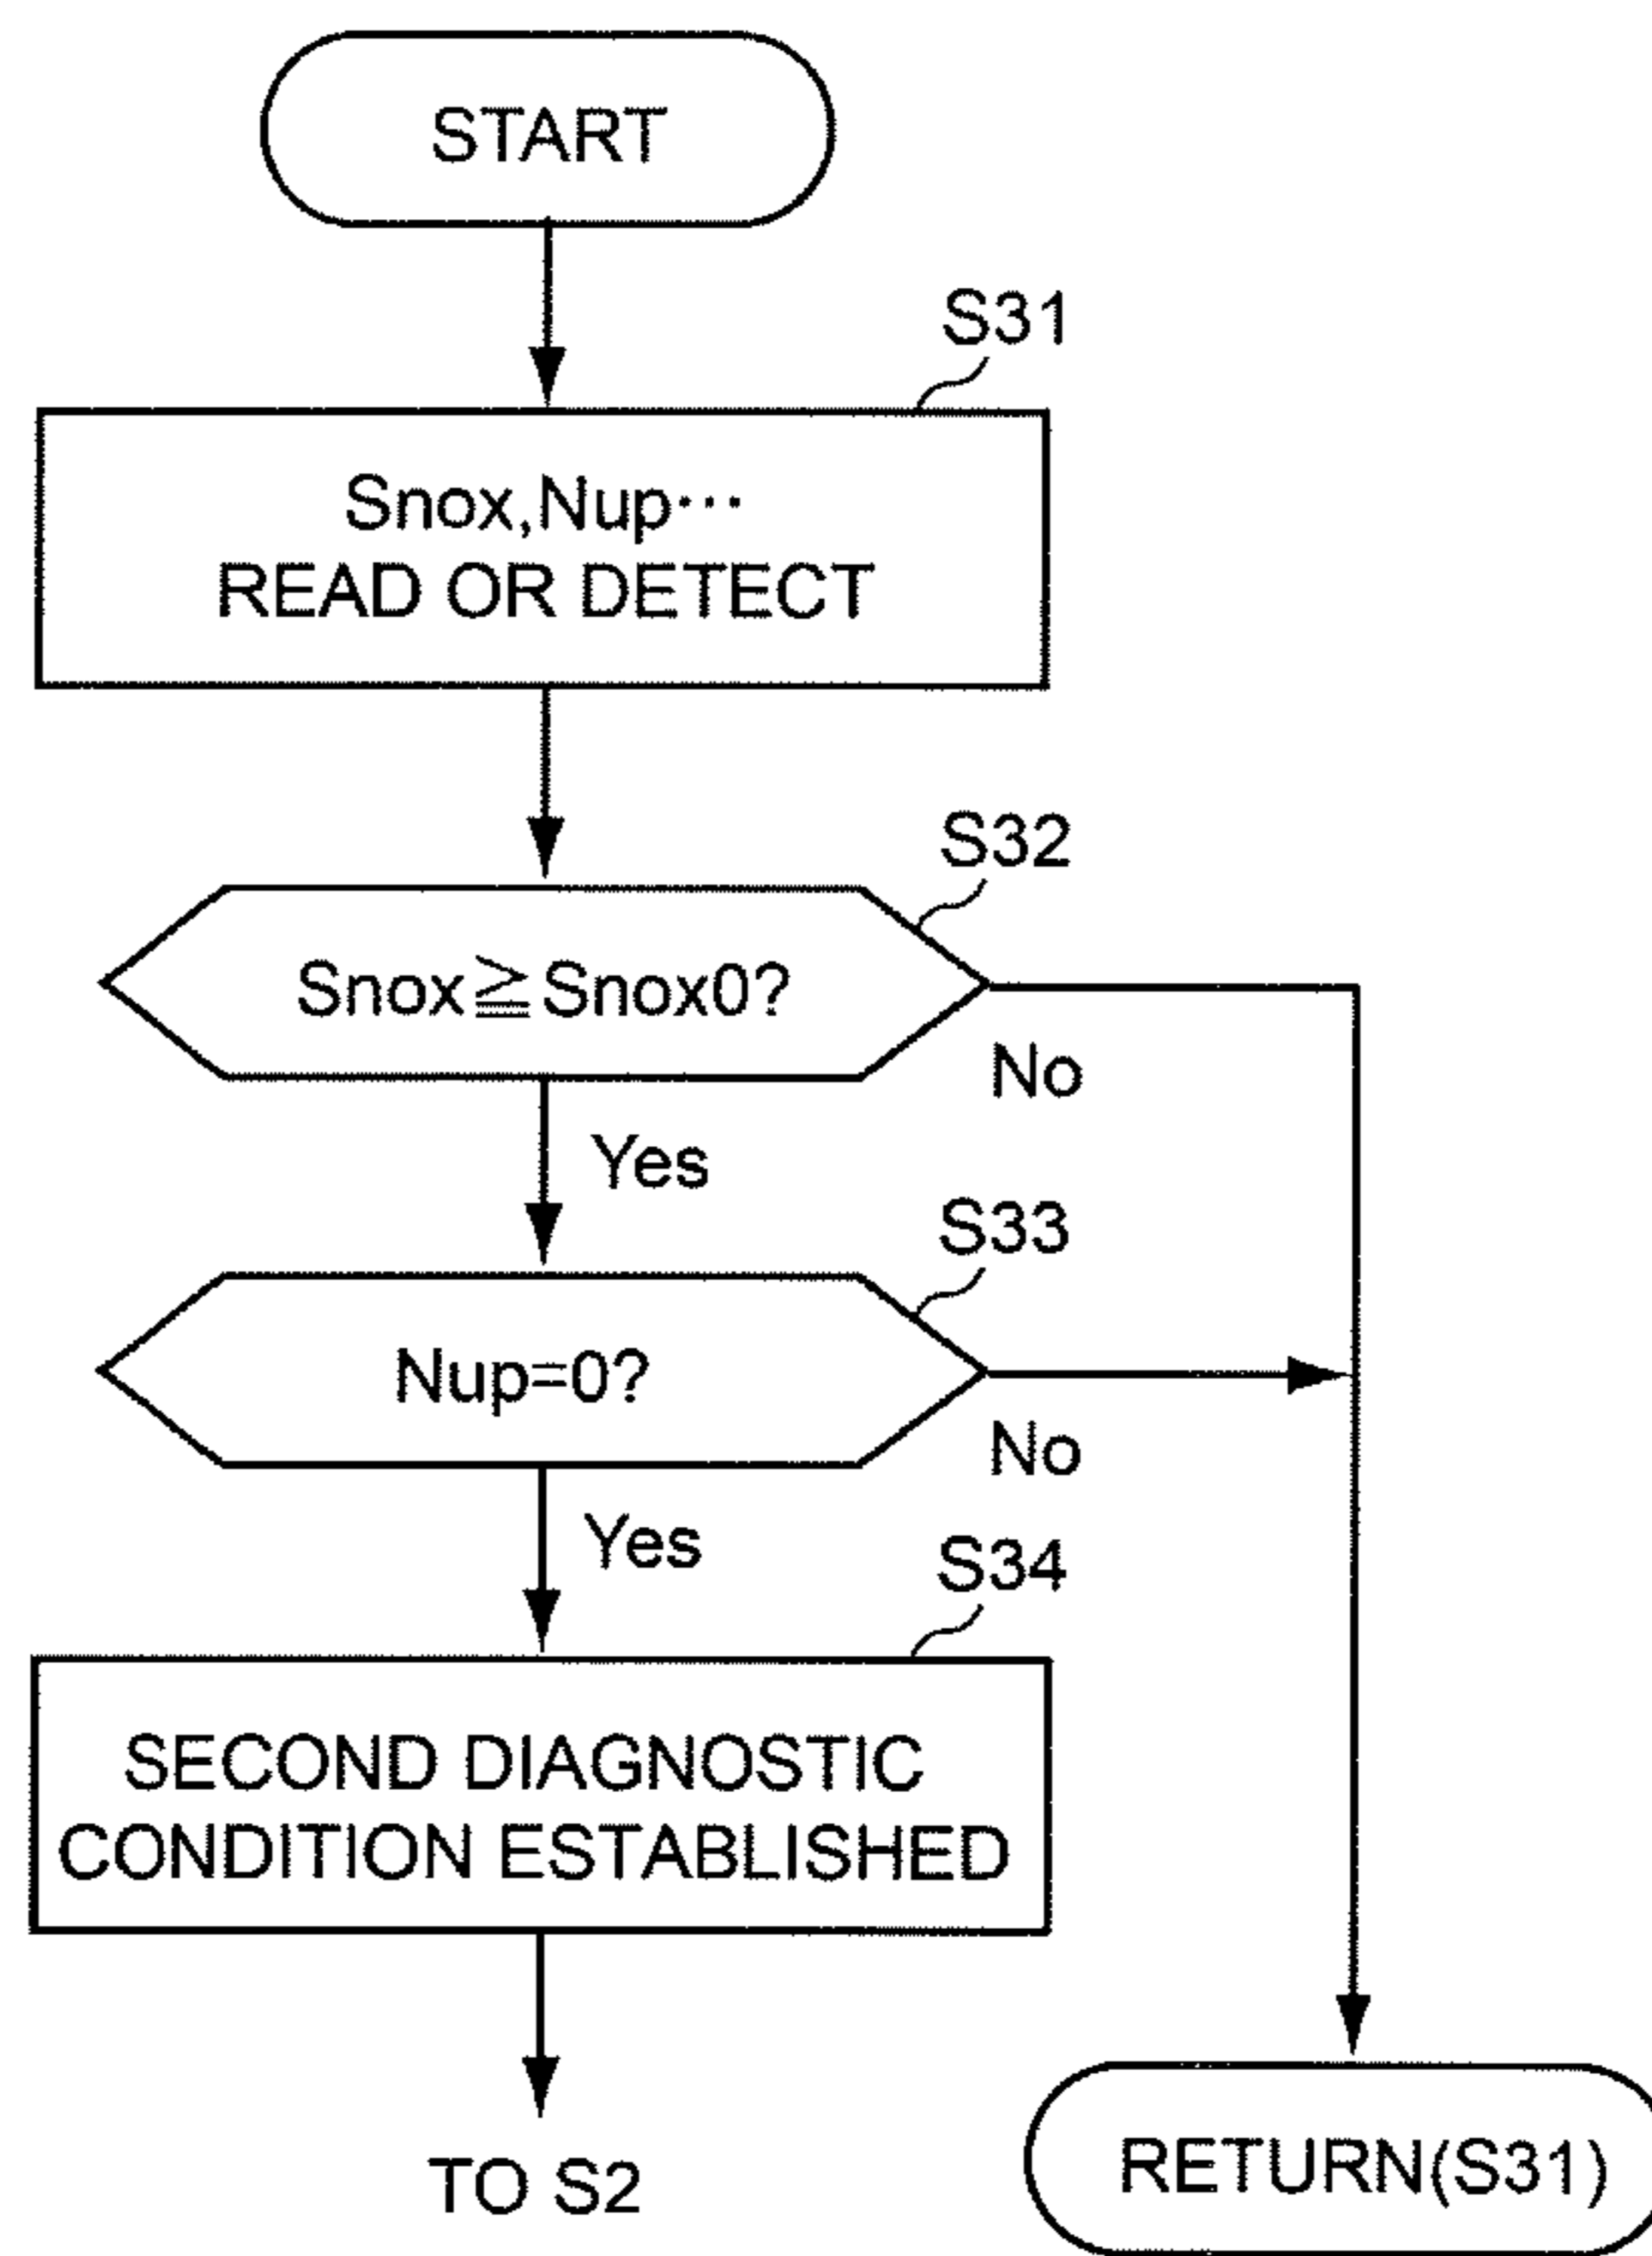 START
S31
Snox,Nup···
READ OR DETECT
S32
Snox≧Snox0?
No
Yes
S33
Nup=0?
No
Yes
S34
SECOND DIAGNOSTIC
CONDITION ESTABLISHED
TO S2
RETURN(S31)